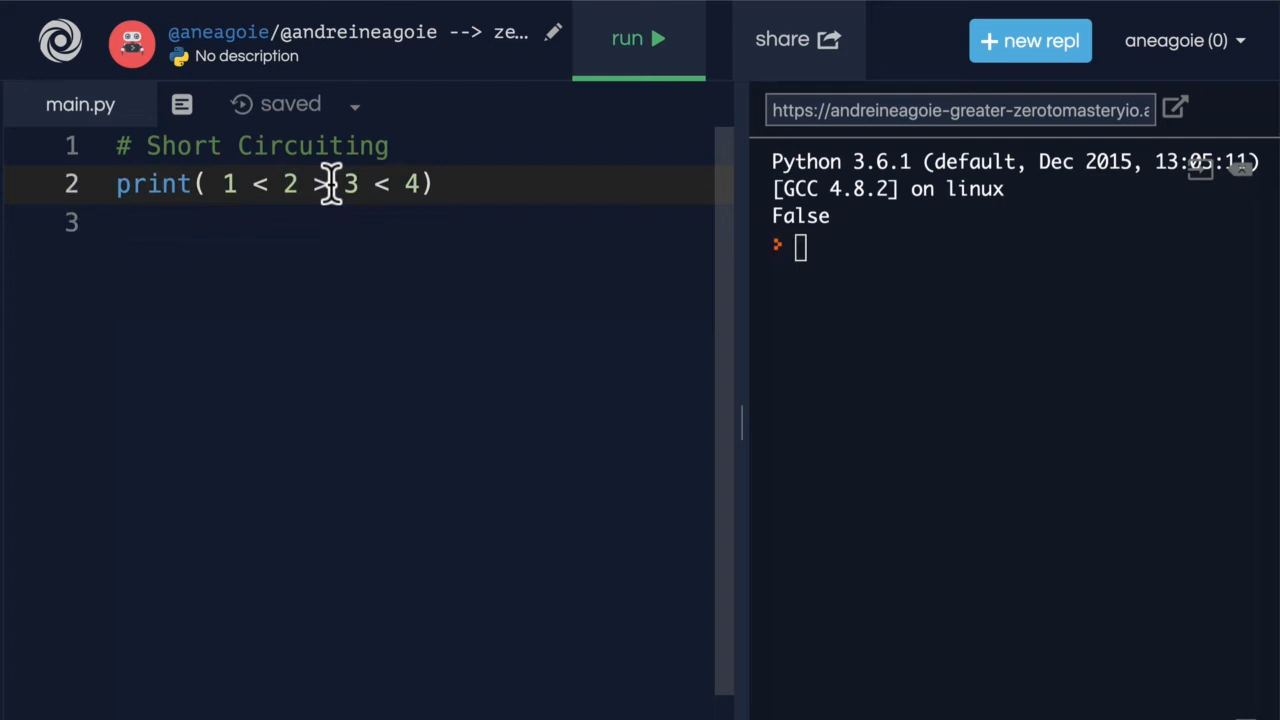 @aneagoie/@andreineagoie --> ze...
No description
run
share
+ new repl
aneagoie (0)
main.py
saved
https://andreineagoie-greater-zerotomasteryio.a
1 # Short Circuiting
2 print( 1 < 2 > 3 < 4)
3
Python 3.6.1 (default, Dec 2015, 13:05:11)
[GCC 4.8.2] on linux
False